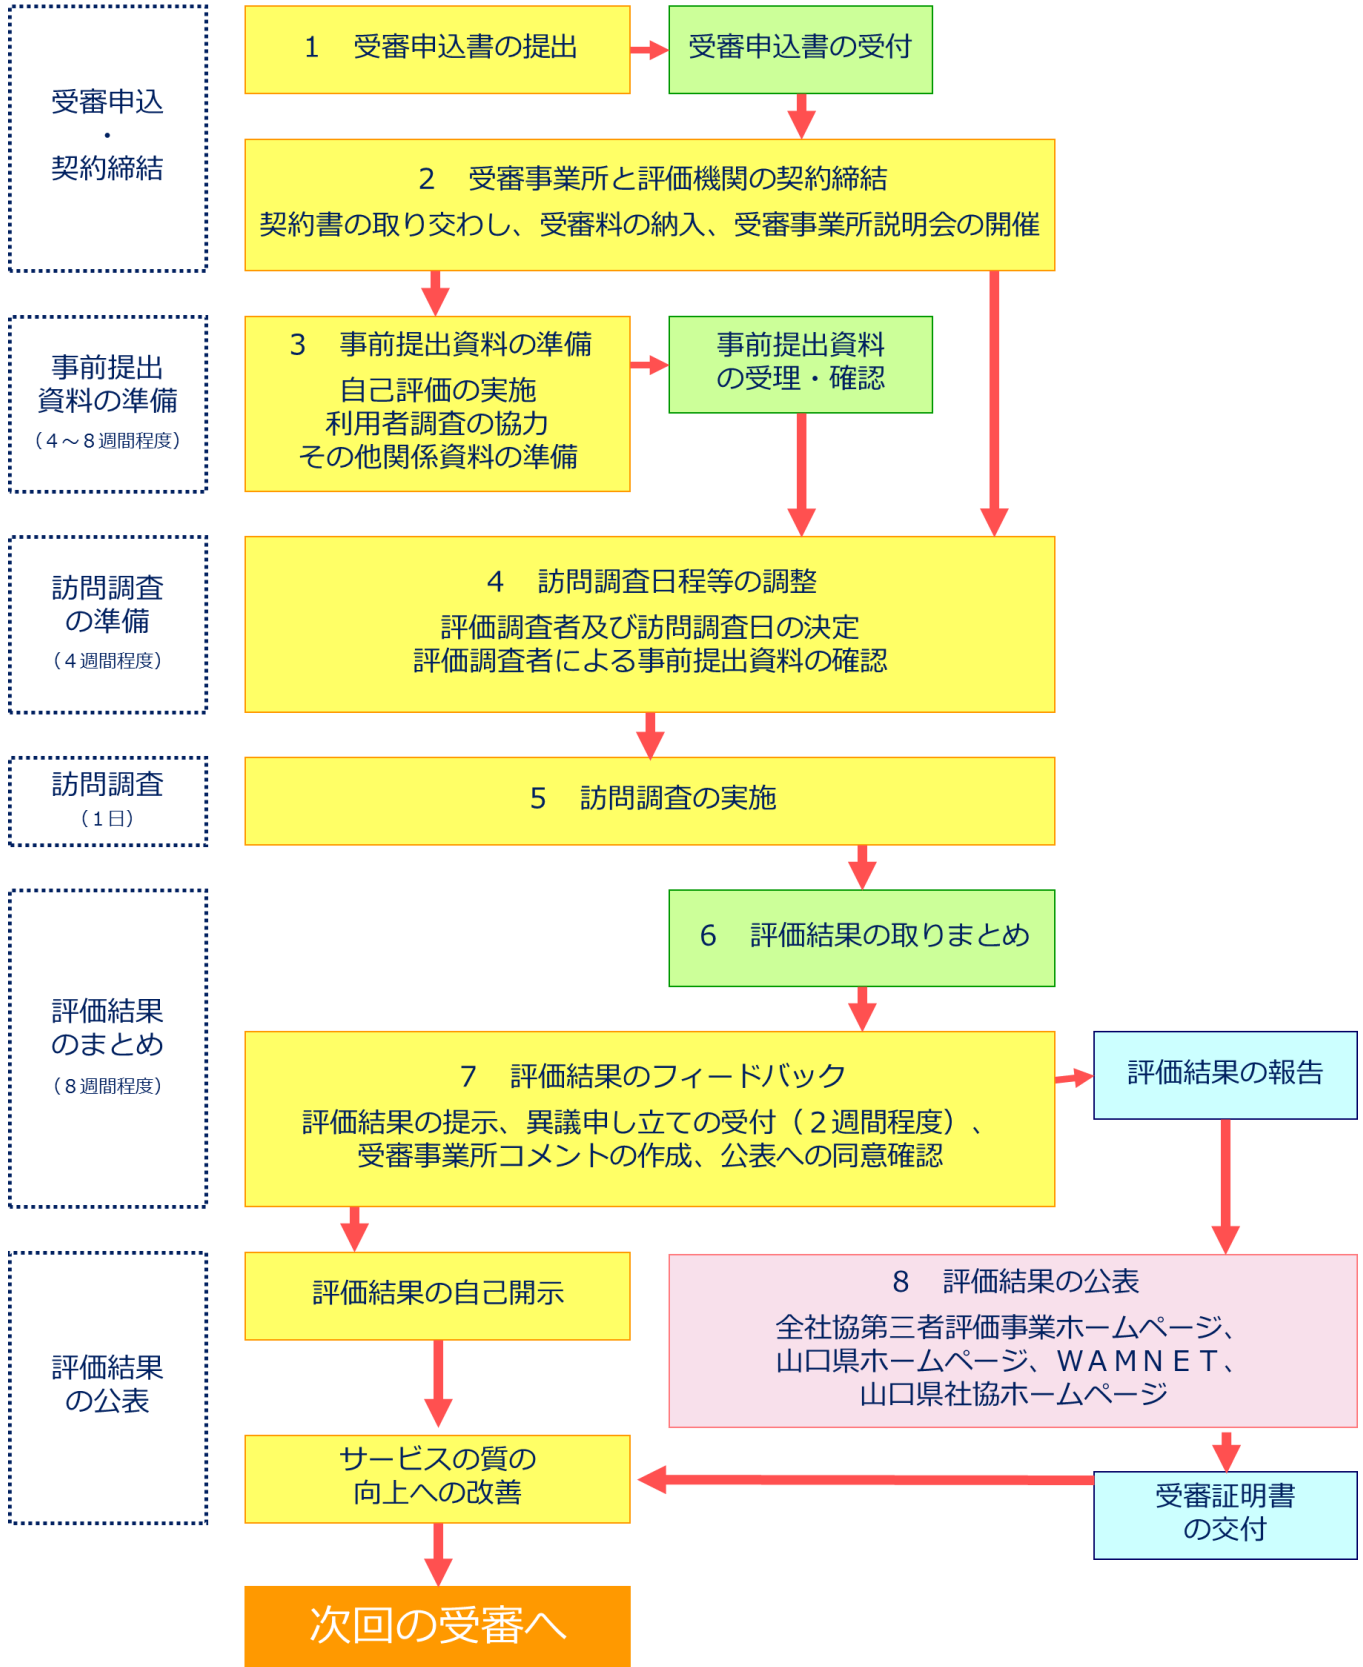 受審申込
・
契約締結
1　受審申込書の提出
受審申込書の受付
2　受審事業所と評価機関の契約締結
契約書の取り交わし、受審料の納入、受審事業所説明会の開催
事前提出
資料の準備
（4～8週間程度）
3　事前提出資料の準備
自己評価の実施
利用者調査の協力
その他関係資料の準備
事前提出資料
の受理・確認
訪問調査
の準備
（4週間程度）
4　訪問調査日程等の調整
評価調査者及び訪問調査日の決定
評価調査者による事前提出資料の確認
訪問調査
（1日）
5　訪問調査の実施
評価結果
のまとめ
（8週間程度）
6　評価結果の取りまとめ
7　評価結果のフィードバック
評価結果の提示、異議申し立ての受付（２週間程度）、
受審事業所コメントの作成、公表への同意確認
評価結果の報告
評価結果
の公表
評価結果の自己開示
8　評価結果の公表
全社協第三者評価事業ホームページ、
山口県ホームページ、ＷＡＭＮＥＴ、
山口県社協ホームページ
サービスの質の
向上への改善
受審証明書
の交付
次回の受審へ